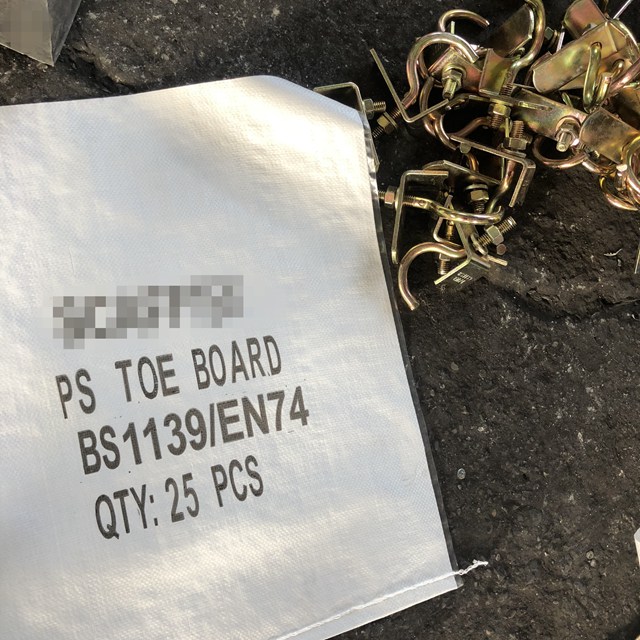 PS TOE BOARD
BS1139/EN74
QTY: 25 PCS